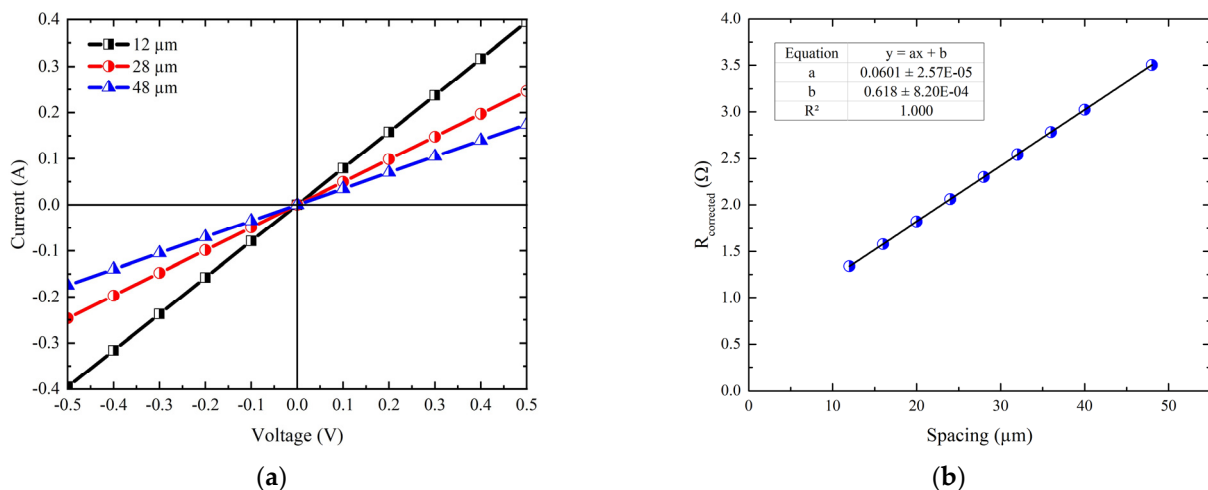 0.4
0.3
0.2
0.1
0.0
-0.1
-0.2
-0.3
-0.4
Current (A)
12 µm
28 µm
48 µm
-0.5 -0.4 -0.3 -0.2 -0.1 0.0 0.1 0.2 0.3 0.4 0.5
Voltage (V)
(a)
4.0
3.5
3.0
2.5
2.0
1.5
1.0
0.5
0.0
R_corrected (Ω)
Equation y = ax + b
a 0.0601 ± 2.57E-05
b 0.618 ± 8.20E-04
R² 1.000
0 10 20 30 40 50
Spacing (µm)
(b)